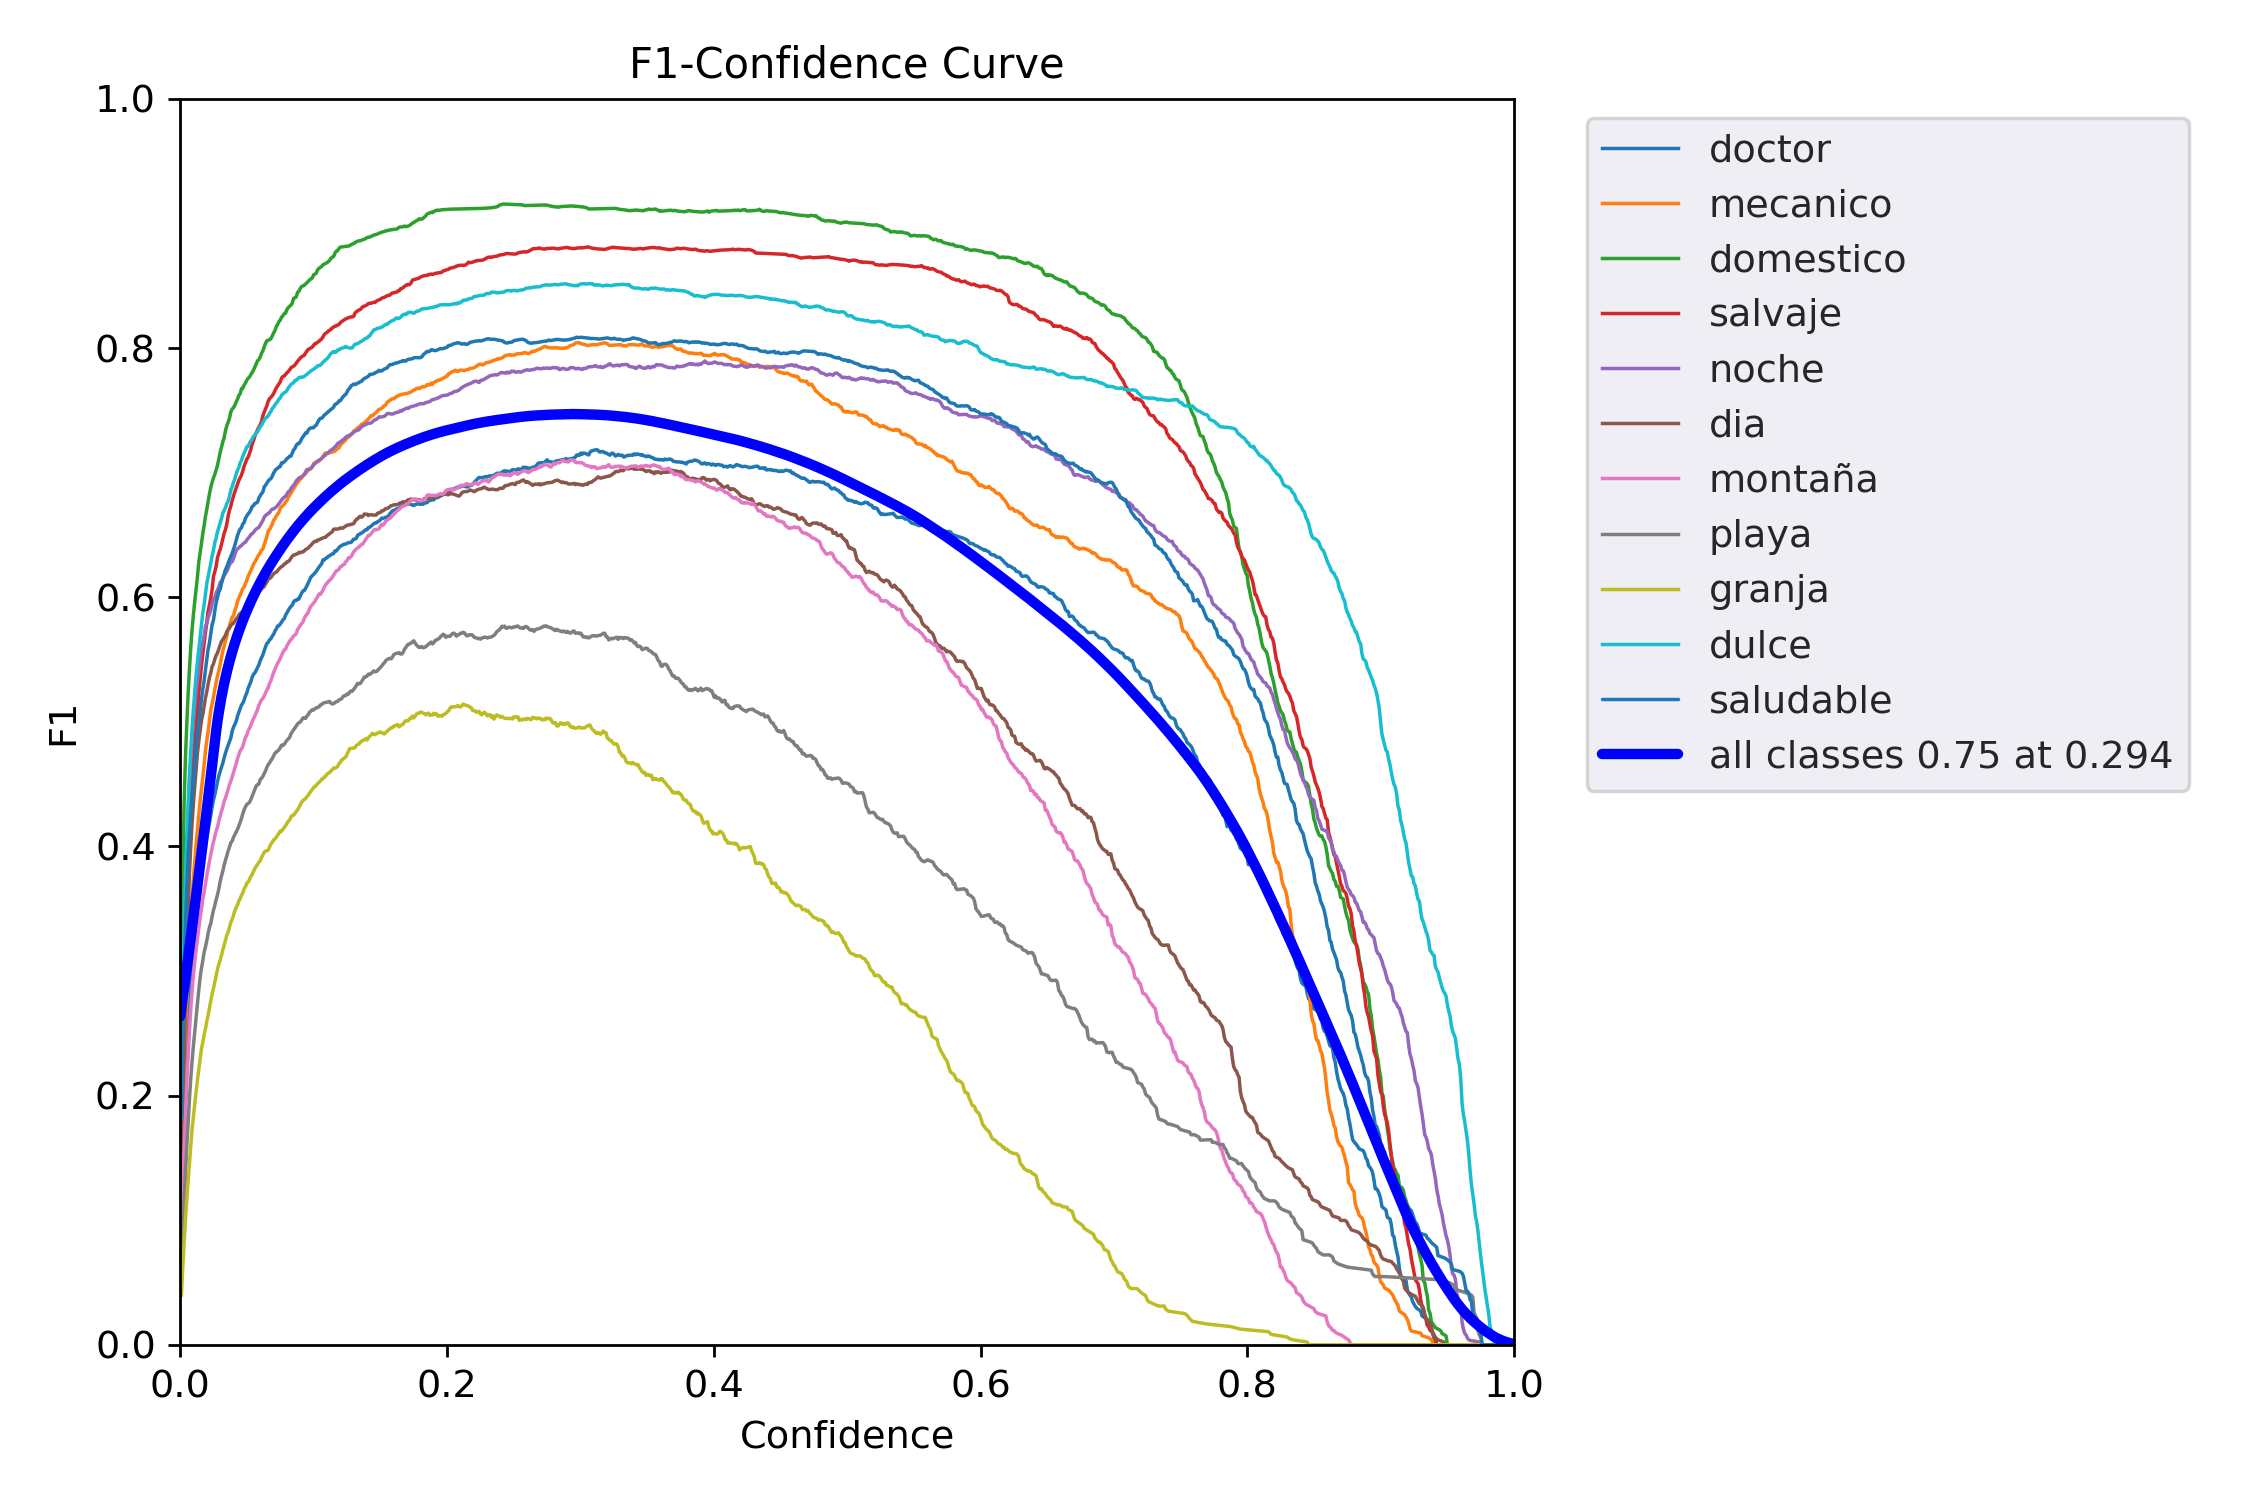 F1-Confidence Curve
1.0
0.8
0.6
0.4
0.2
0.0
F1
0.0 0.2 0.4 0.6 0.8 1.0
Confidence
doctor
mecanico
domestico
salvaje
noche
dia
montaña
playa
granja
dulce
saludable
all classes 0.75 at 0.294